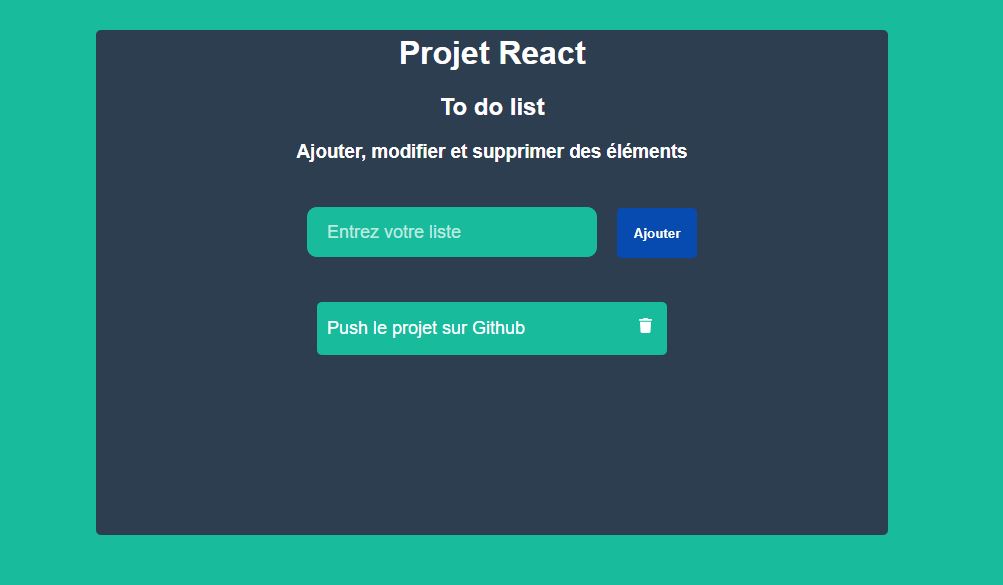 Projet React
To do list
Ajouter, modifier et supprimer des éléments
Entrez votre liste
Ajouter
Push le projet sur Github